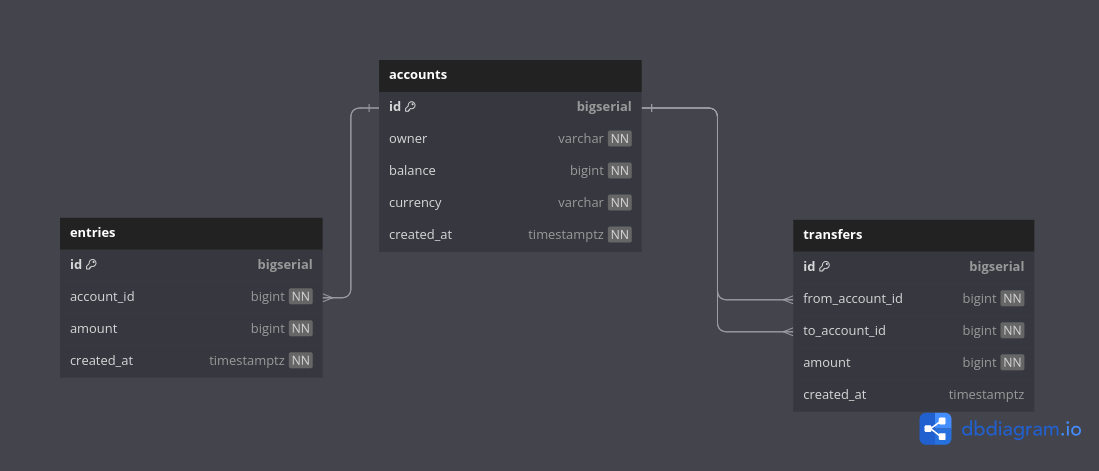 accounts
id bigserial
owner varchar NN
balance bigint NN
currency varchar NN
created_at timestamptz NN
entries
id bigserial
account_id bigint NN
amount bigint NN
created_at timestamptz NN
transfers
id bigserial
from_account_id bigint NN
to_account_id bigint NN
amount bigint NN
created_at timestamptz
dbdiagram.io